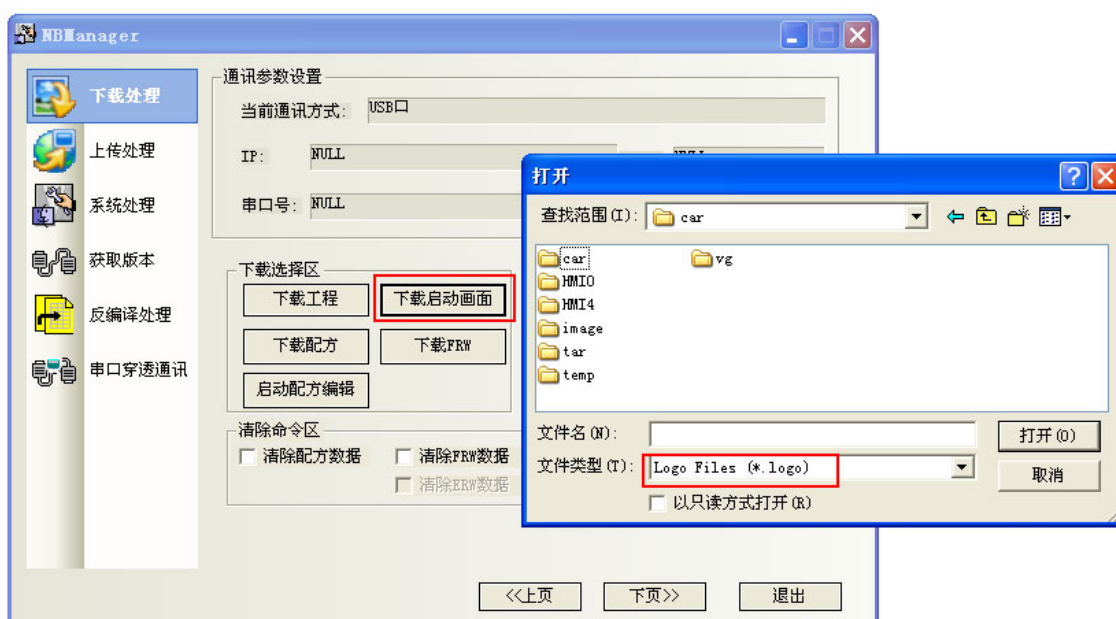 NBManager
下载处理
上传处理
系统处理
获取版本
反编译处理
串口穿透通讯
通讯参数设置
当前通讯方式: USB口
IP: NULL
串口号: NULL
下载选择区
下载工程 下载启动画面
下载配方 下载FRW
启动配方编辑
清除命令区
清除配方数据 清除FRW数据
清除ERW数据
<<上页 下页>> 退出
打开
查找范围(I): car
car vg
HMI0
HMI4
image
tar
temp
文件名(N): 打开(O)
文件类型(T): Logo Files (*.logo) 取消
以只读方式打开(R)